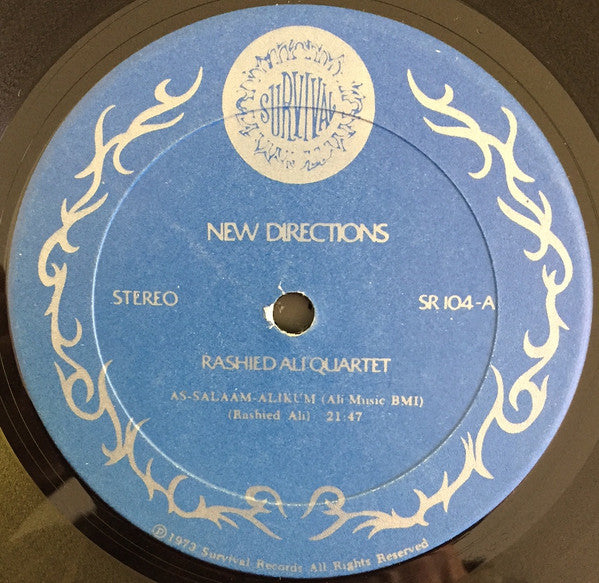 SURVIVAL
NEW DIRECTIONS
STEREO
SR 104-A
RASHIED ALI QUARTET
AS-SALAAM-ALIKUM (Ali-Music BMI)
(Rashied Ali) 21:47
℗ 1973 Survival Records All Rights Reserved